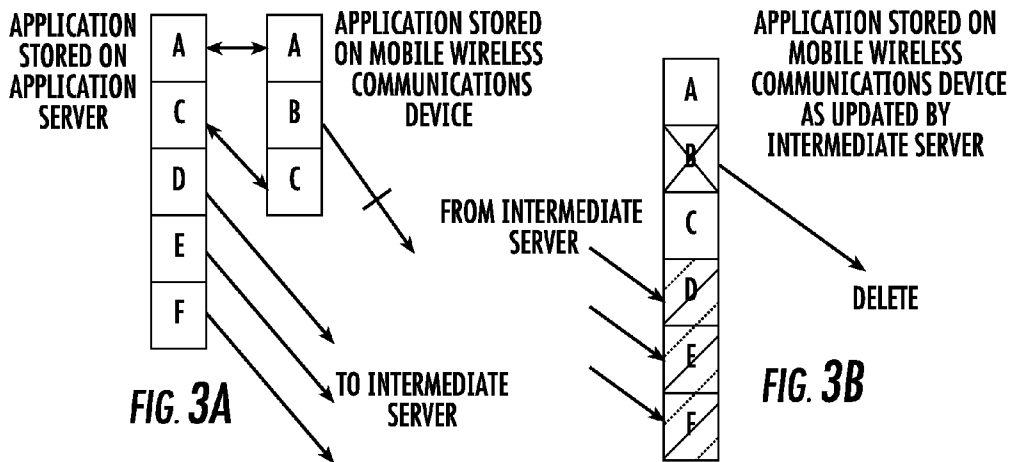 APPLICATION
STORED ON
APPLICATION
SERVER
A
C
D
E
F
A
B
C
APPLICATION STORED
ON MOBILE WIRELESS
COMMUNICATIONS
DEVICE
TO INTERMEDIATE
SERVER
FIG. 3A
FROM INTERMEDIATE
SERVER
A
B
C
D
E
F
APPLICATION STORED ON
MOBILE WIRELESS
COMMUNICATIONS DEVICE
AS UPDATED BY
INTERMEDIATE SERVER
DELETE
FIG. 3B